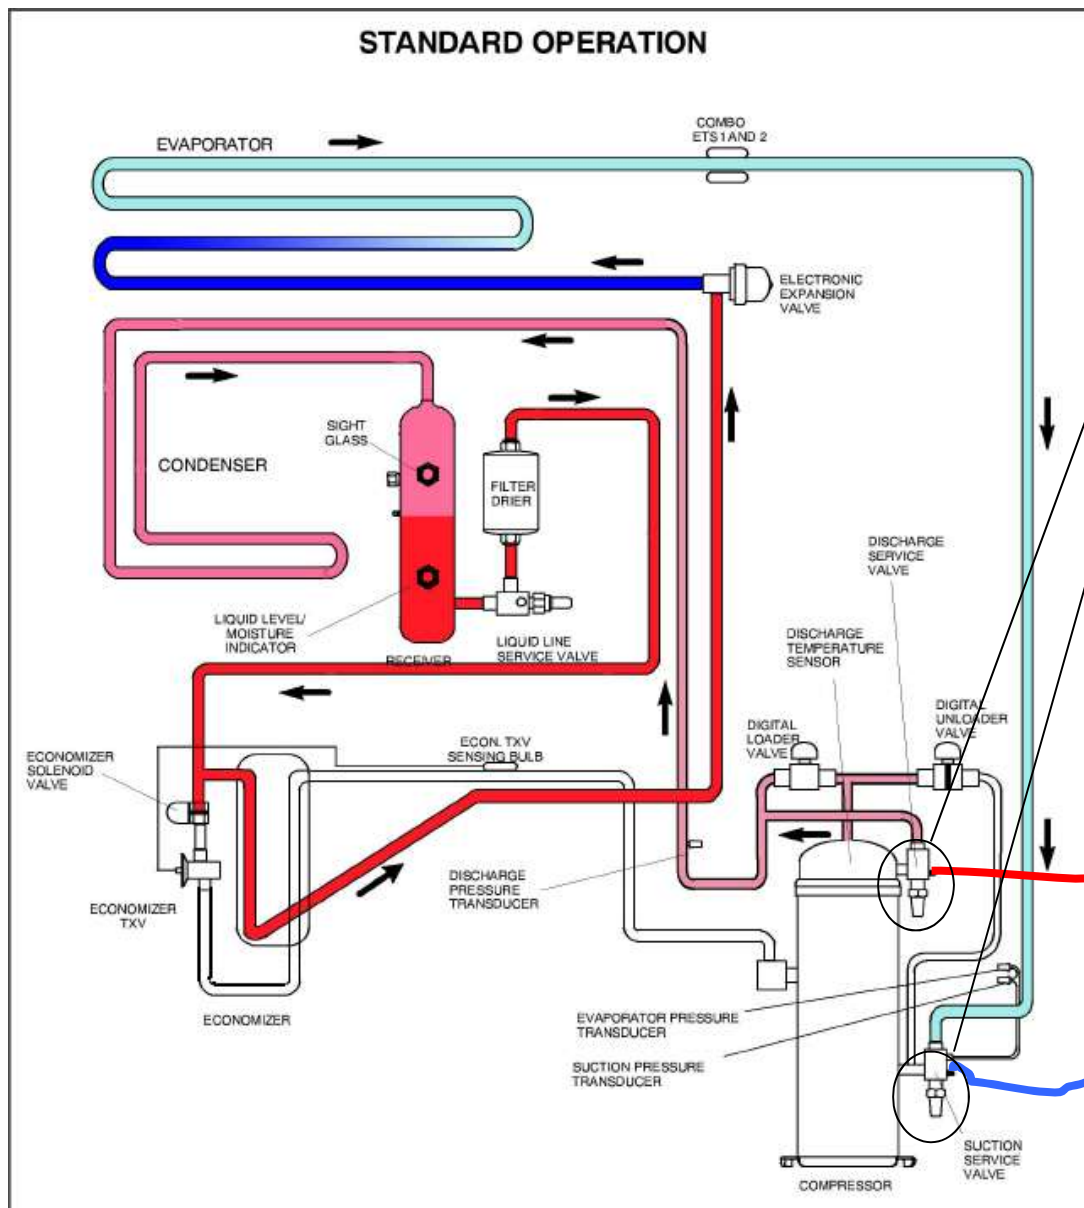 STANDARD OPERATION
COMBO
ETS 1 AND 2
EVAPORATOR
ELECTRONIC
EXPANSION
VALVE
SIGHT
GLASS
CONDENSER
FILTER
DRIER
DISCHARGE
SERVICE
VALVE
LIQUID LEVEL/
MOISTURE
INDICATOR
RECEIVER
LIQUID LINE
SERVICE VALVE
DISCHARGE
TEMPERATURE
SENSOR
DIGITAL
UNLOADER
VALVE
DIGITAL
LOADER
VALVE
ECONOMIZER
SOLENOID
VALVE
ECON. TXV
SENSING BULB
DISCHARGE
PRESSURE
TRANSDUCER
ECONOMIZER
TXV
ECONOMIZER
EVAPORATOR PRESSURE
TRANSDUCER
SUCTION PRESSURE
TRANSDUCER
SUCTION
SERVICE
VALVE
COMPRESSOR